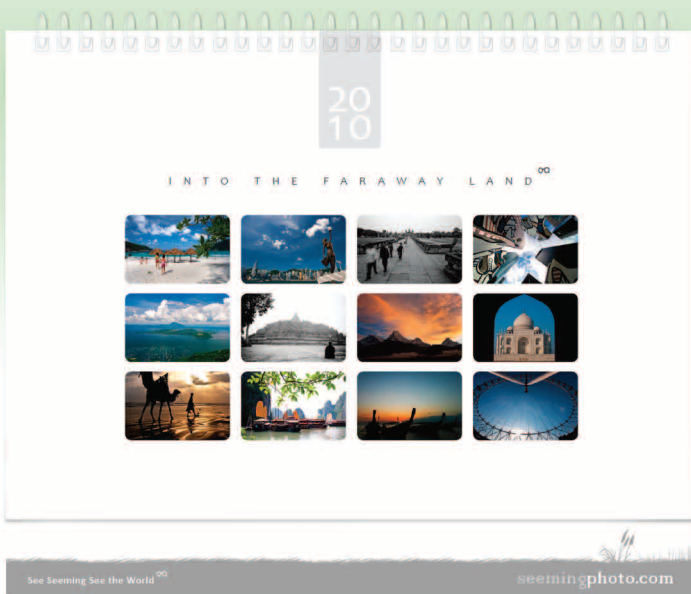 20
10
INTO THE FARAWAY LAND
See Seeming See the World
seemingphoto.com